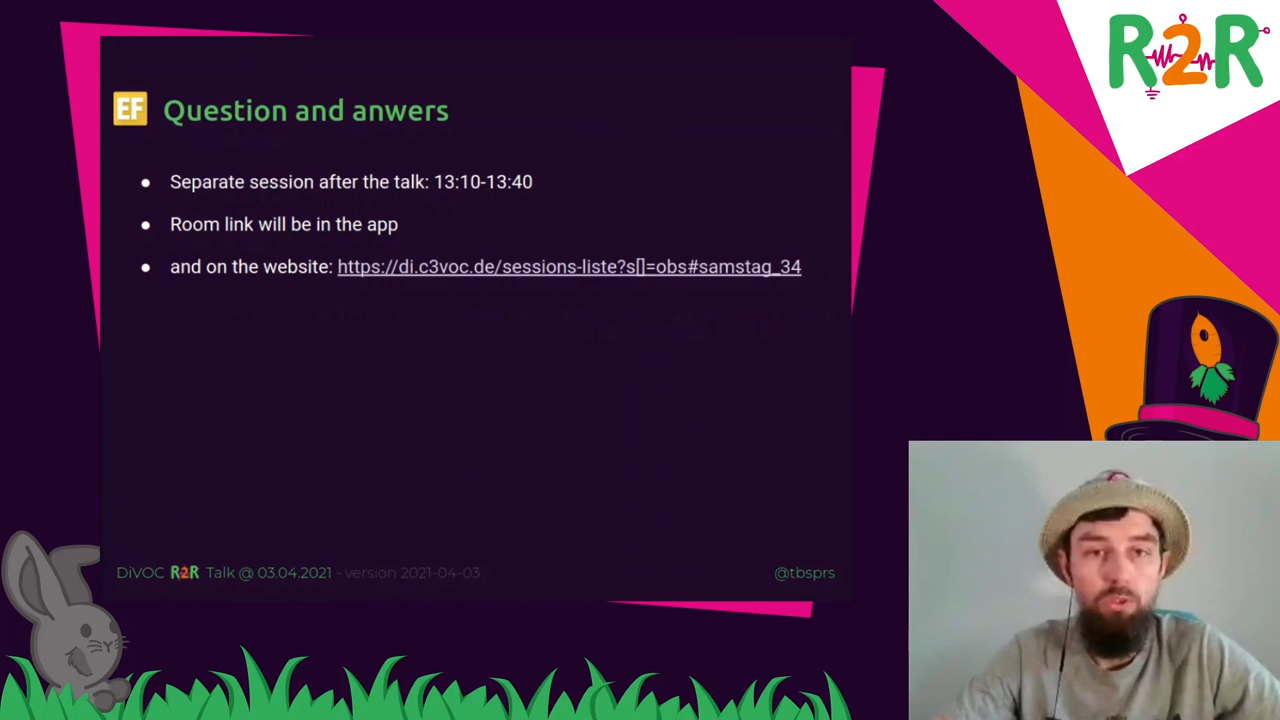 R2R
EF Question and anwers
Separate session after the talk: 13:10-13:40
Room link will be in the app
and on the website: https://di.c3voc.de/sessions-liste?s[]=obs#samstag_34
DiVOC R2R Talk @ 03.04.2021 - version 2021-04-03
@tbsprs